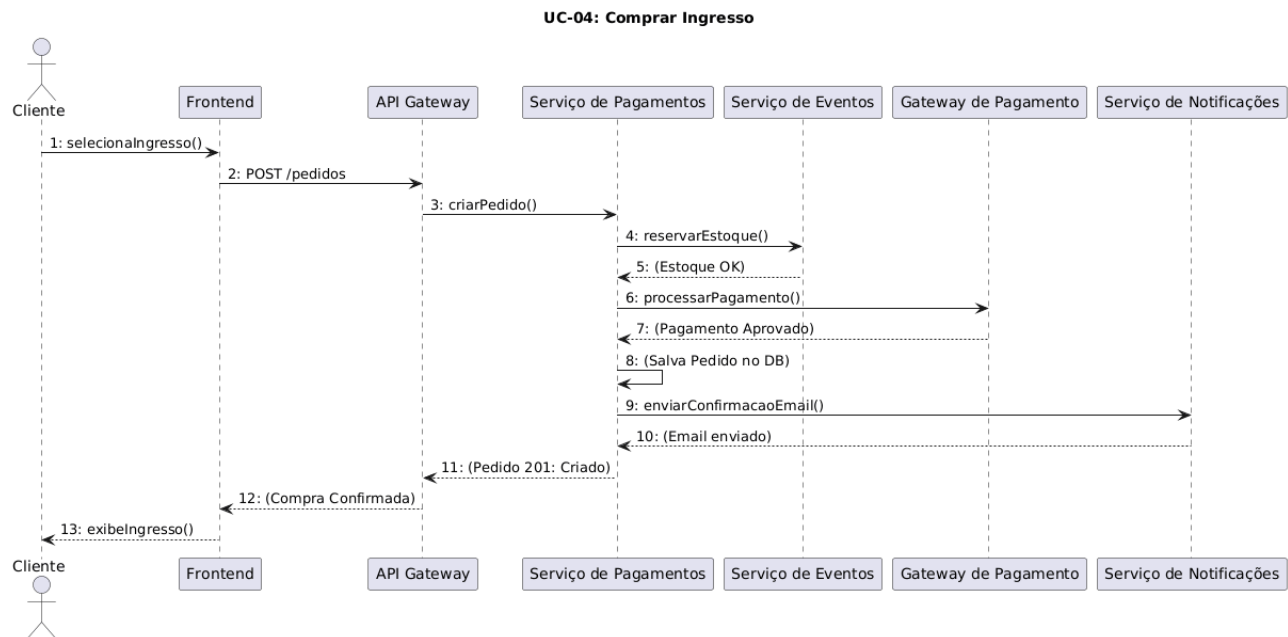 UC-04: Comprar Ingresso
Cliente
Frontend
API Gateway
Serviço de Pagamentos
Serviço de Eventos
Gateway de Pagamento
Serviço de Notificações
1: selecionaIngresso()
2: POST /pedidos
3: criarPedido()
4: reservarEstoque()
5: (Estoque OK)
6: processarPagamento()
7: (Pagamento Aprovado)
8: (Salva Pedido no DB)
9: enviarConfirmacaoEmail()
10: (Email enviado)
11: (Pedido 201: Criado)
12: (Compra Confirmada)
13: exibeIngresso()
Cliente
Frontend
API Gateway
Serviço de Pagamentos
Serviço de Eventos
Gateway de Pagamento
Serviço de Notificações